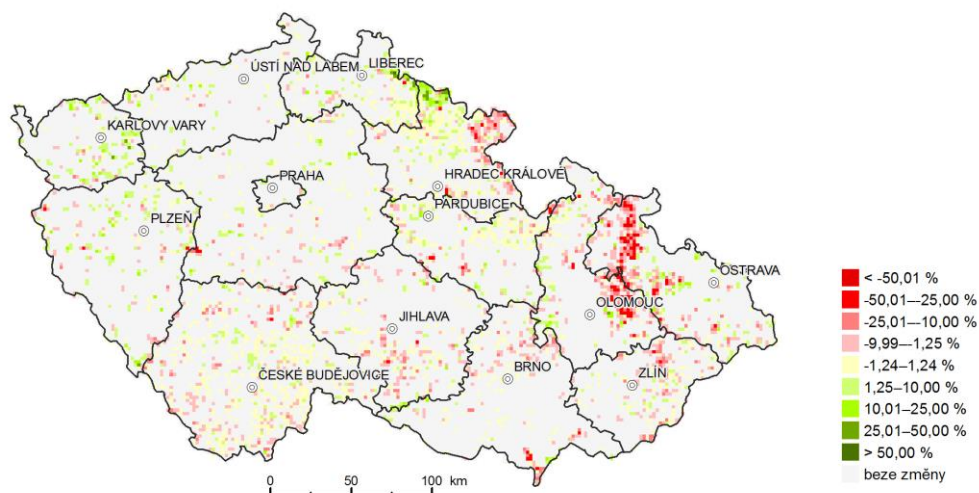 ÚSTÍ NAD LABEM
LIBEREC
KARLOVY VARY
PRAHA
HRADEC KRÁLOVÉ
PARDUBICE
PLZEŇ
OSTRAVA
OLOMOUC
JIHLAVA
BRNO
ZLÍN
ČESKÉ BUDĚJOVICE
0 50 100 km
< -50,01 %
-50,01–-25,00 %
-25,01–-10,00 %
-9,99–-1,25 %
-1,24–1,24 %
1,25–10,00 %
10,01–25,00 %
25,01–50,00 %
> 50,00 %
beze změny